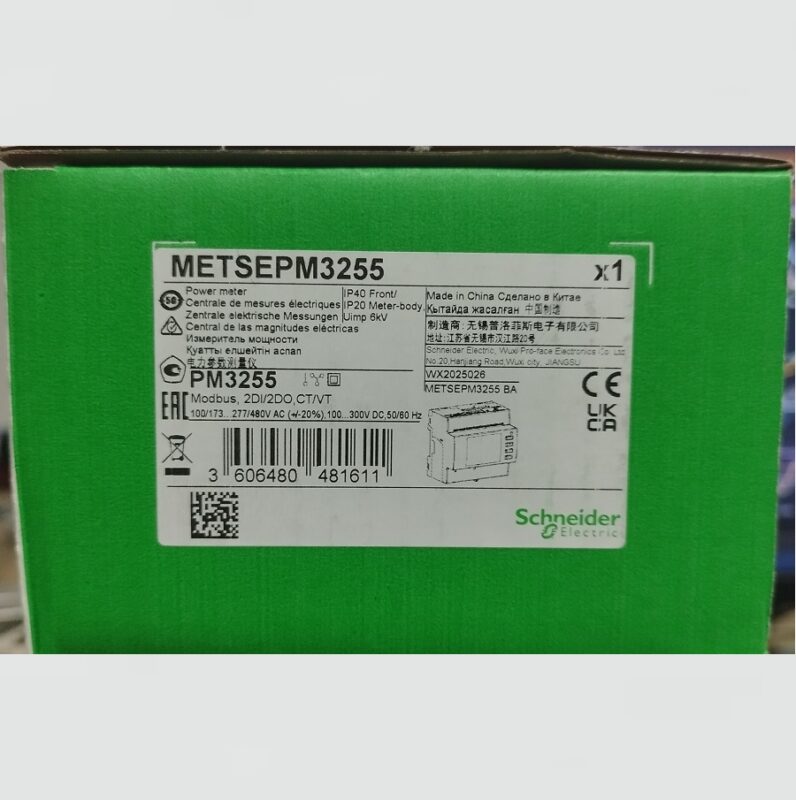 METSEPM3255 x1
Power meter
Centrale de mesures électriques
Zentrale elektrische Messungen
Central de las magnitudes eléctricas
Измеритель мощности
Қуатты елшейтін аспап
电力参数测量仪
IP40 Front/
IP20 Meter-body
Uimp 6kV
Made in China Сделано в Китае
Қытайда жасалған 中国制造
制造商:无锡普洛菲斯电子有限公司
地址:江苏省无锡市汉江路20号
Schneider Electric, Wuxi Pro-face Electronics Co. Ltd
No.20,Hanjiang Road,Wuxi city, JIANGSU
WX2025026
METSEPM3255 BA
PM3255
Modbus, 2DI/2DO,CT/VT
100/173... 277/480V AC (+/-20%),100...300V DC,50/60 Hz
EAC
CE
UK
CA
3 606480 481611
Schneider
Electric